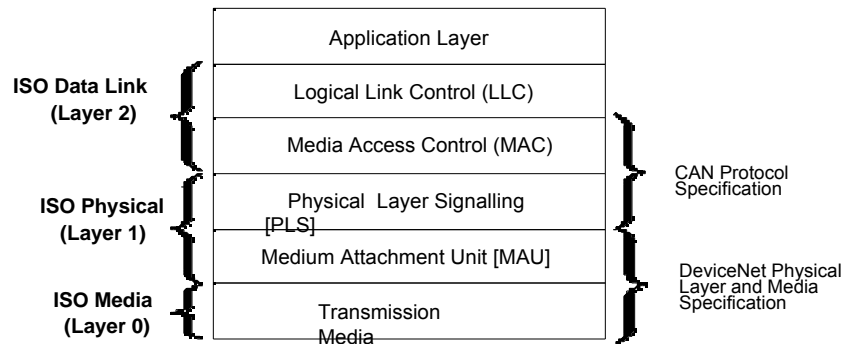 Application Layer
ISO Data Link
(Layer 2)
Logical Link Control (LLC)
Media Access Control (MAC)
CAN Protocol
Specification
ISO Physical
(Layer 1)
Physical Layer Signalling
[PLS]
Medium Attachment Unit [MAU]
DeviceNet Physical
Layer and Media
Specification
ISO Media
(Layer 0)
Transmission
Media